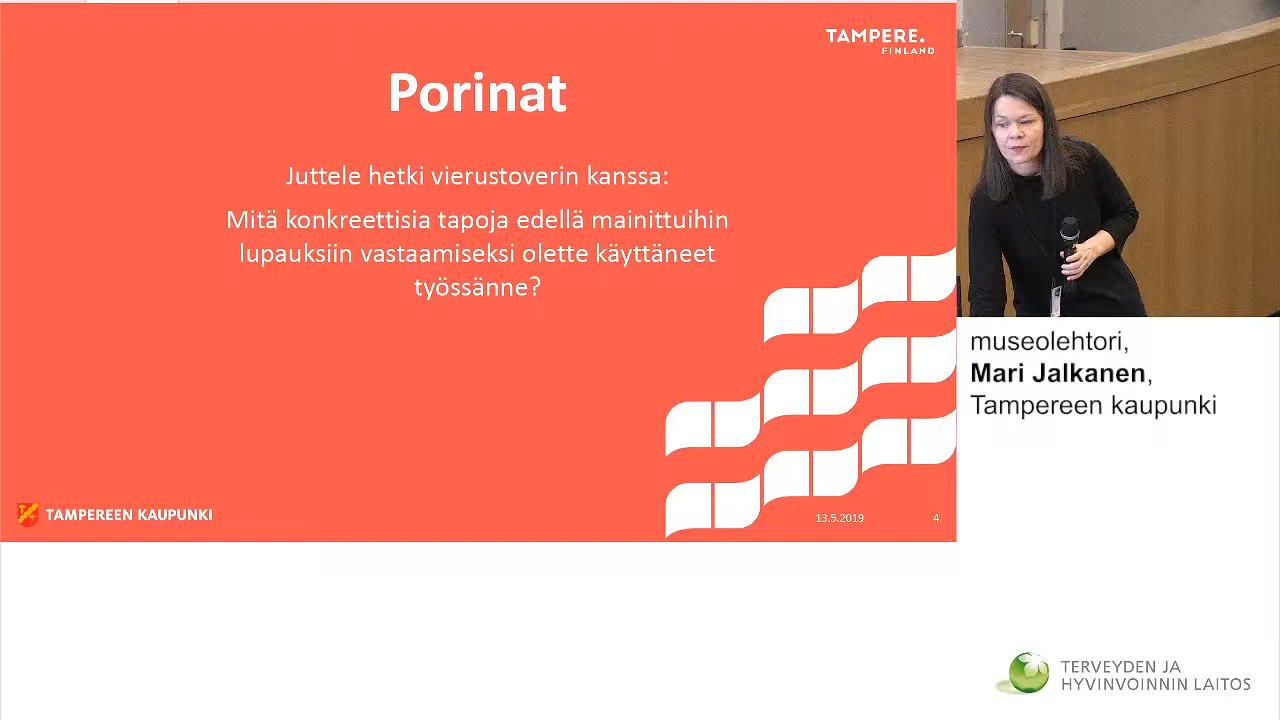 TAMPERE.
FINLAND
Porinat
Juttele hetki vierustoverin kanssa:
Mitä konkreettisia tapoja edellä mainittuihin
lupauksiin vastaamiseksi olette käyttäneet
työssänne?
TAMPEREEN KAUPUNKI
13.5.2019
4
museolehtori,
Mari Jalkanen,
Tampereen kaupunki
TERVEYDEN JA
HYVINVOINNIN LAITOS